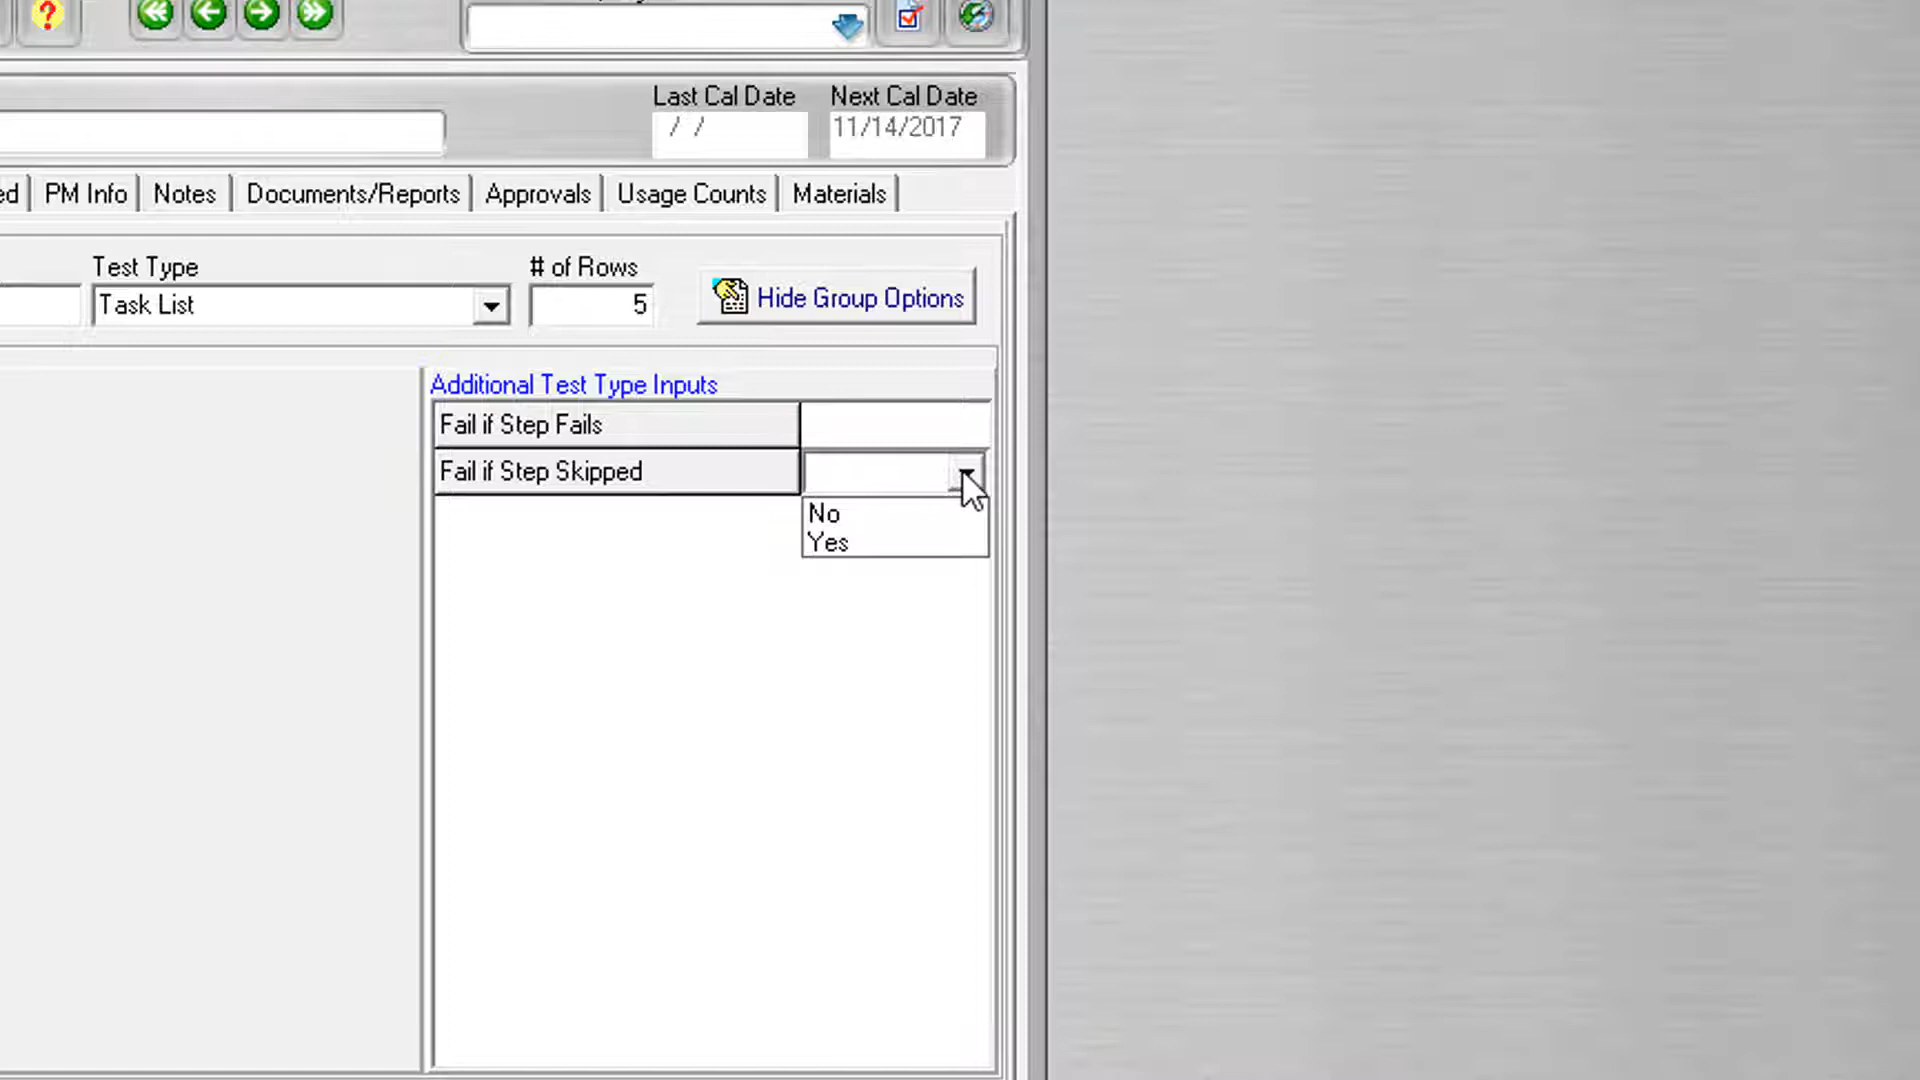 ?
Last Cal Date Next Cal Date
/ / 11/14/2017
ed PM Info Notes Documents/Reports Approvals Usage Counts Materials
Test Type # of Rows
Task List 5 Hide Group Options
Additional Test Type Inputs
Fail if Step Fails
Fail if Step Skipped
No
Yes